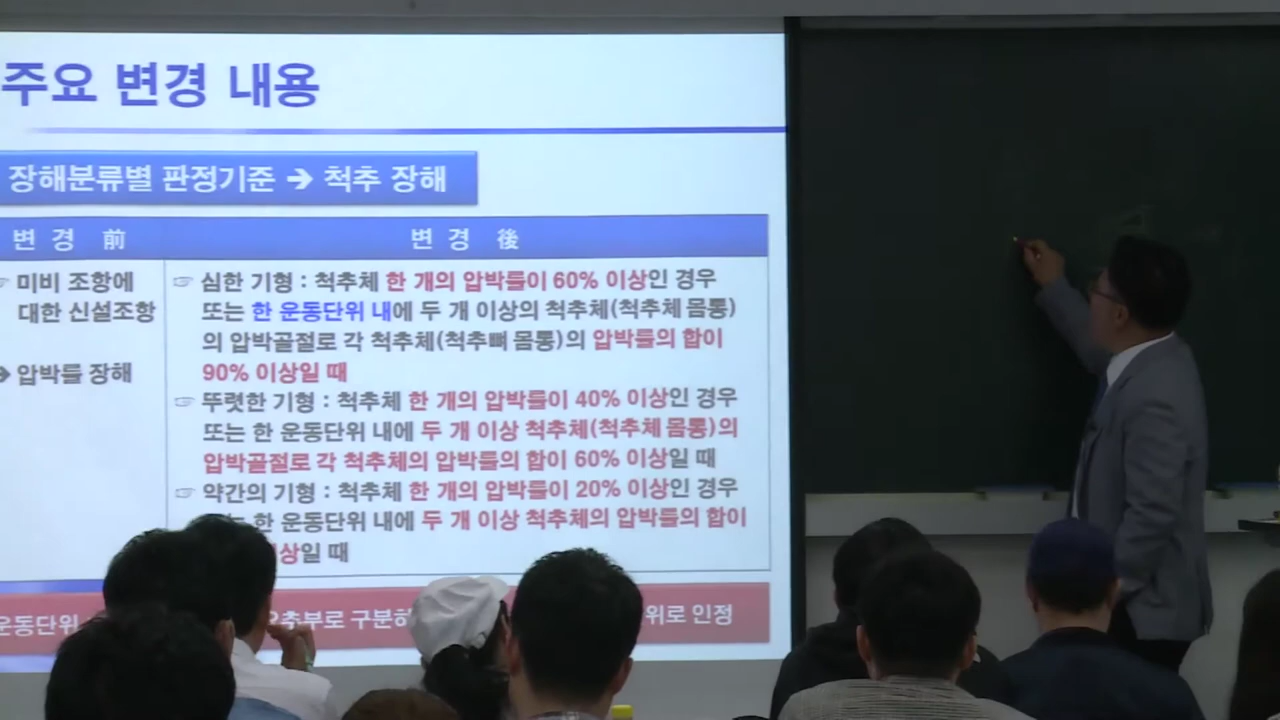 주요 변경 내용
장해분류별 판정기준 → 척추 장해
변 경 前
변 경 後
☞ 미비 조항에
대한 신설조항
→ 압박률 장해
☞ 심한 기형 : 척추체 한 개의 압박률이 60% 이상인 경우
또는 한 운동단위 내에 두 개 이상의 척추체(척추체 몸통)
의 압박골절로 각 척추체(척추뼈 몸통)의 압박률의 합이
90% 이상일 때
☞ 뚜렷한 기형 : 척추체 한 개의 압박률이 40% 이상인 경우
또는 한 운동단위 내에 두 개 이상 척추체(척추체 몸통)의
압박골절로 각 척추체의 압박률의 합이 60% 이상일 때
☞ 약간의 기형 : 척추체 한 개의 압박률이 20% 이상인 경우
한 운동단위 내에 두 개 이상 척추체의 압박률의 합이
이상일 때
운동단위 요추부로 구분하 위로 인정